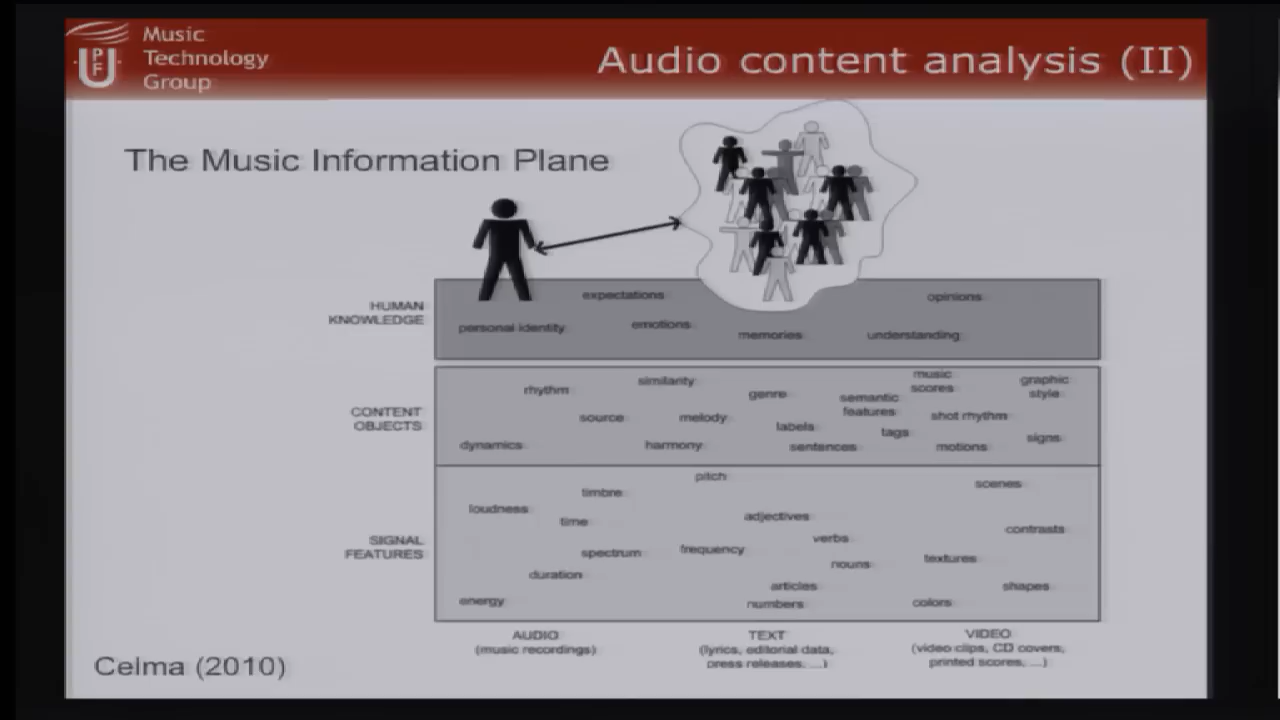 UPF
Music
Technology
Group
Audio content analysis (II)
The Music Information Plane
HUMAN
KNOWLEDGE
expectations
opinions
personal identity
emotions
memories
understanding
CONTENT
OBJECTS
rhythm
similarity
genre
semantic
features
music
scores
graphic
style
source
melody
labels
tags
shot rhythm
signs
dynamics
harmony
sentences
motions
SIGNAL
FEATURES
pitch
timbre
scenes
loudness
time
adjectives
contrasts
verbs
spectrum
frequency
nouns
textures
duration
articles
shapes
energy
numbers
colors
AUDIO
(music recordings)
TEXT
(lyrics, editorial data,
press releases, ...)
VIDEO
(video clips, CD covers,
printed scores, ...)
Celma (2010)